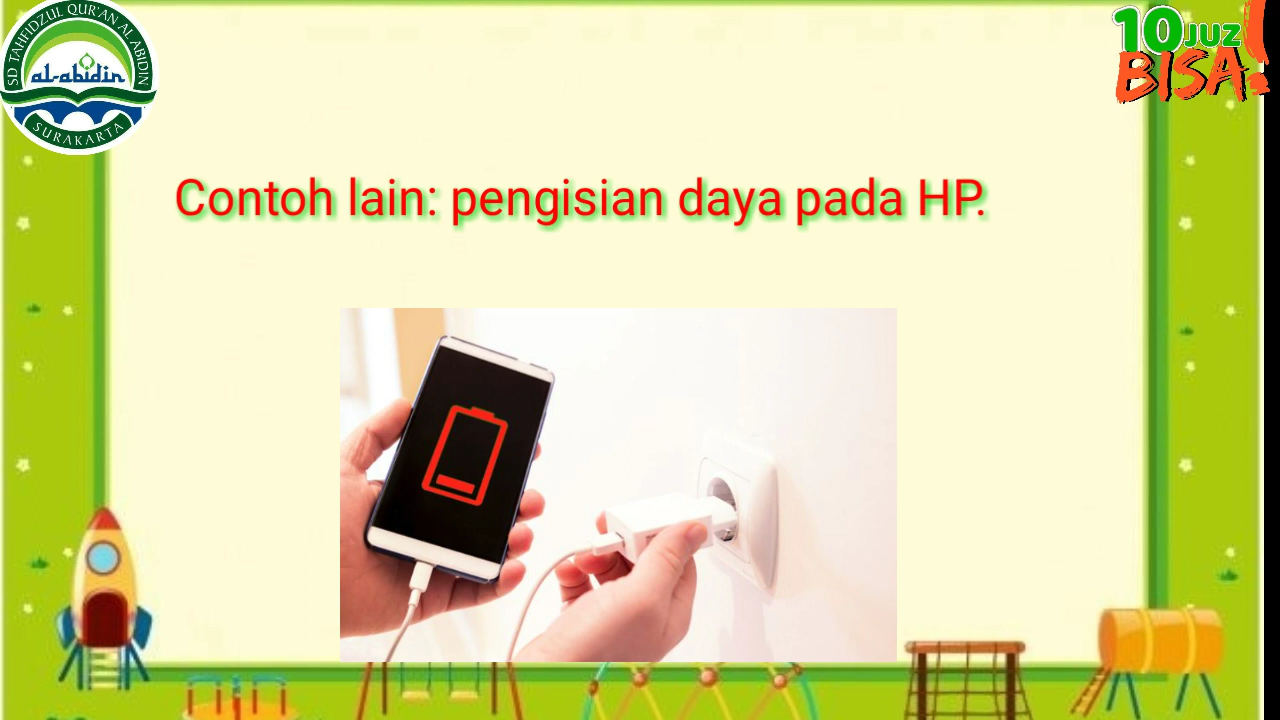 SD TAHFIDZUL QUR'AN AL ABIDIN
al-abidin
SURAKARTA
10 JUZ
BISA!
Contoh lain: pengisian daya pada HP.